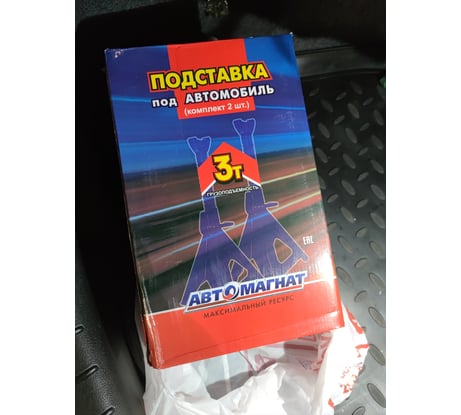 ПОДСТАВКА
под АВТОМОБИЛЬ
(комплект 2 шт.)
3т
ГРУЗОПОДЪЕМНОСТЬ
EAC
АВТОМАГНАТ
МАКСИМАЛЬНЫЙ РЕСУРС